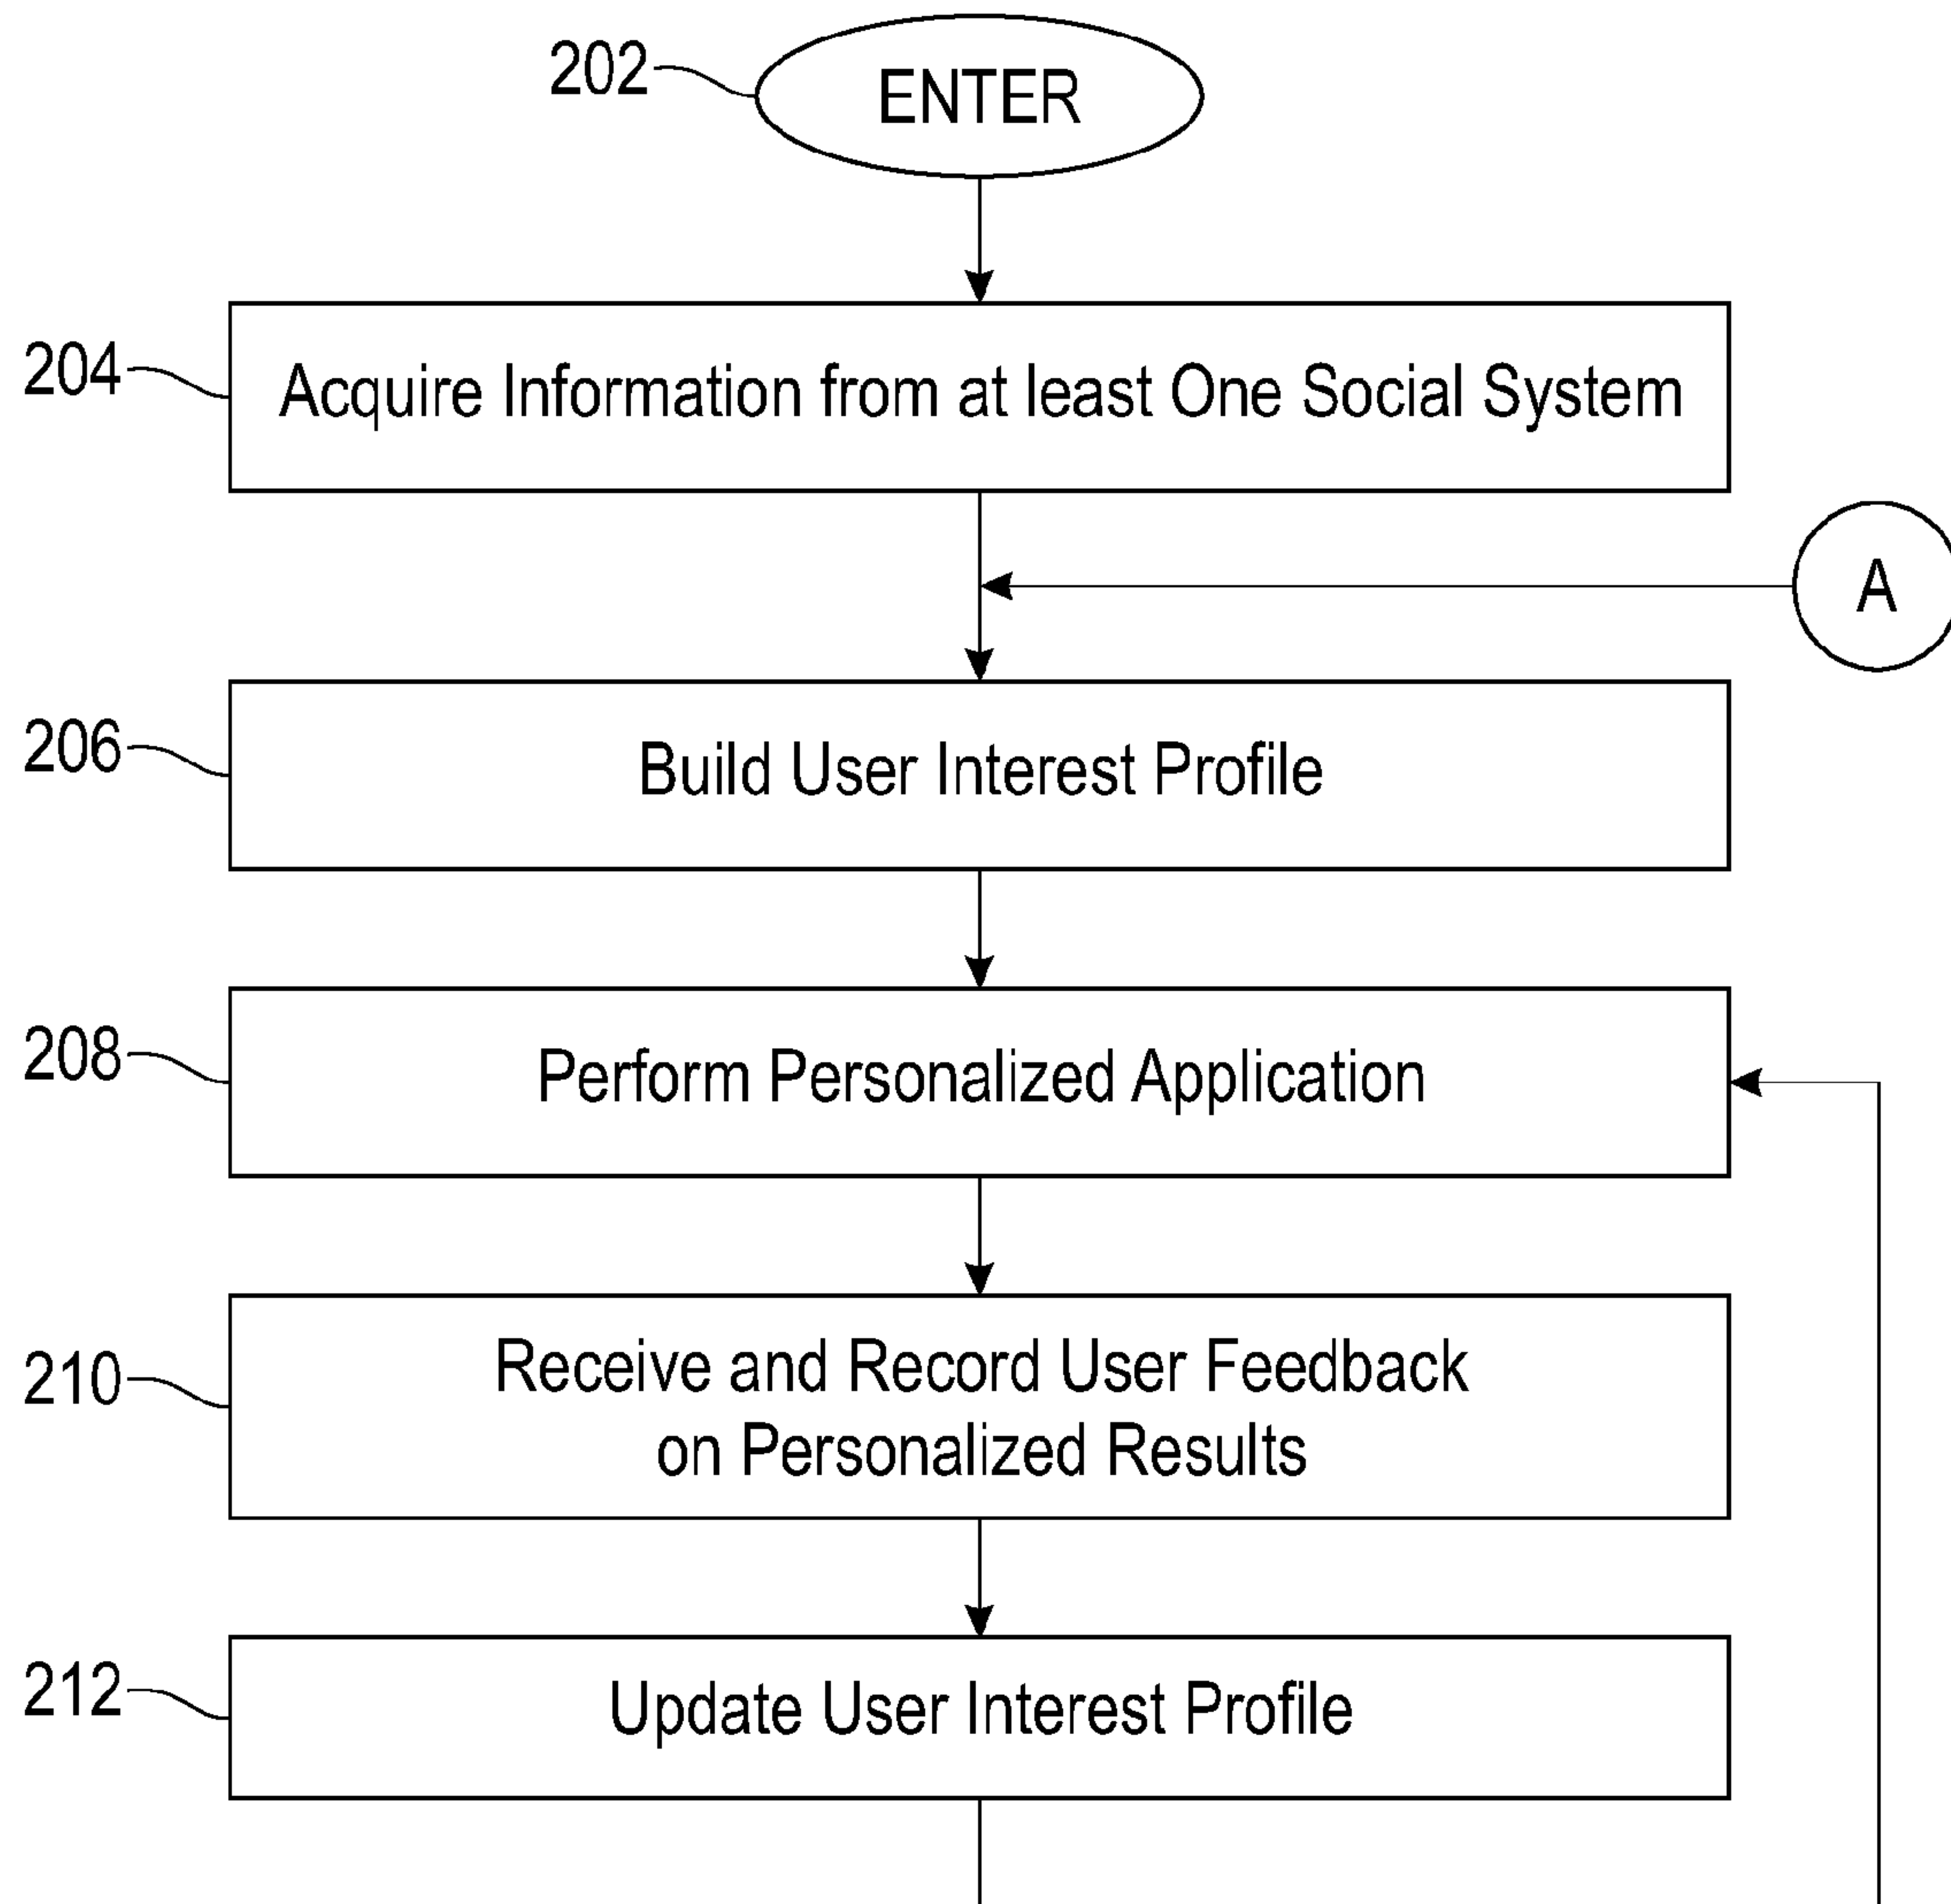 202
ENTER
204
Acquire Information from at least One Social System
A
206
Build User Interest Profile
208
Perform Personalized Application
210
Receive and Record User Feedback
on Personalized Results
212
Update User Interest Profile